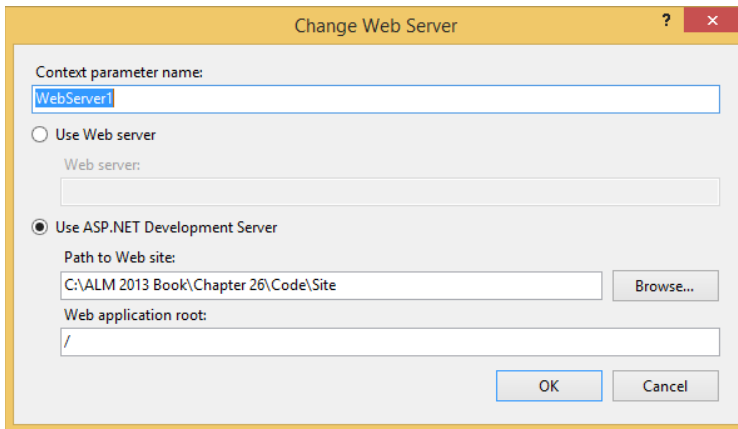 Change Web Server
?
×
Context parameter name:
WebServer1
Use Web server
Web server:
Use ASP.NET Development Server
Path to Web site:
C:\ALM 2013 Book\Chapter 26\Code\Site
Browse...
Web application root:
/
OK
Cancel